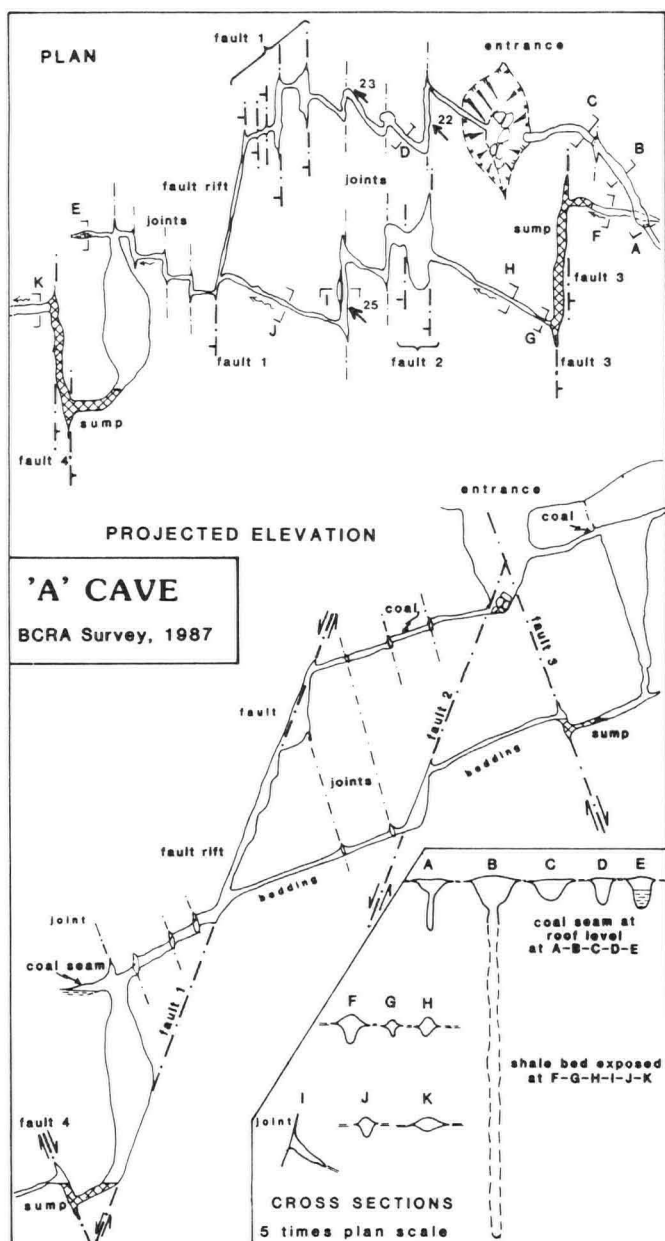 PLAN
fault 1
entrance
23
22
C
B
D
E
fault rift
joints
joints
sump
F
A
K
H
fault 3
I
25
J
G
fault 1
fault 2
fault 3
sump
fault 4
entrance
coal
PROJECTED ELEVATION
'A' CAVE
BCRA Survey, 1987
coal
fault
fault 2
fault 3
sump
bedding
joints
fault rift
bedding
joint
coal seam
fault 1
fault 4
sump
A B C D E
coal seam at
roof level
at A-B-C-D-E
F G H
shale bed exposed
at F-G-H-I-J-K
I J K
joint
CROSS SECTIONS
5 times plan scale